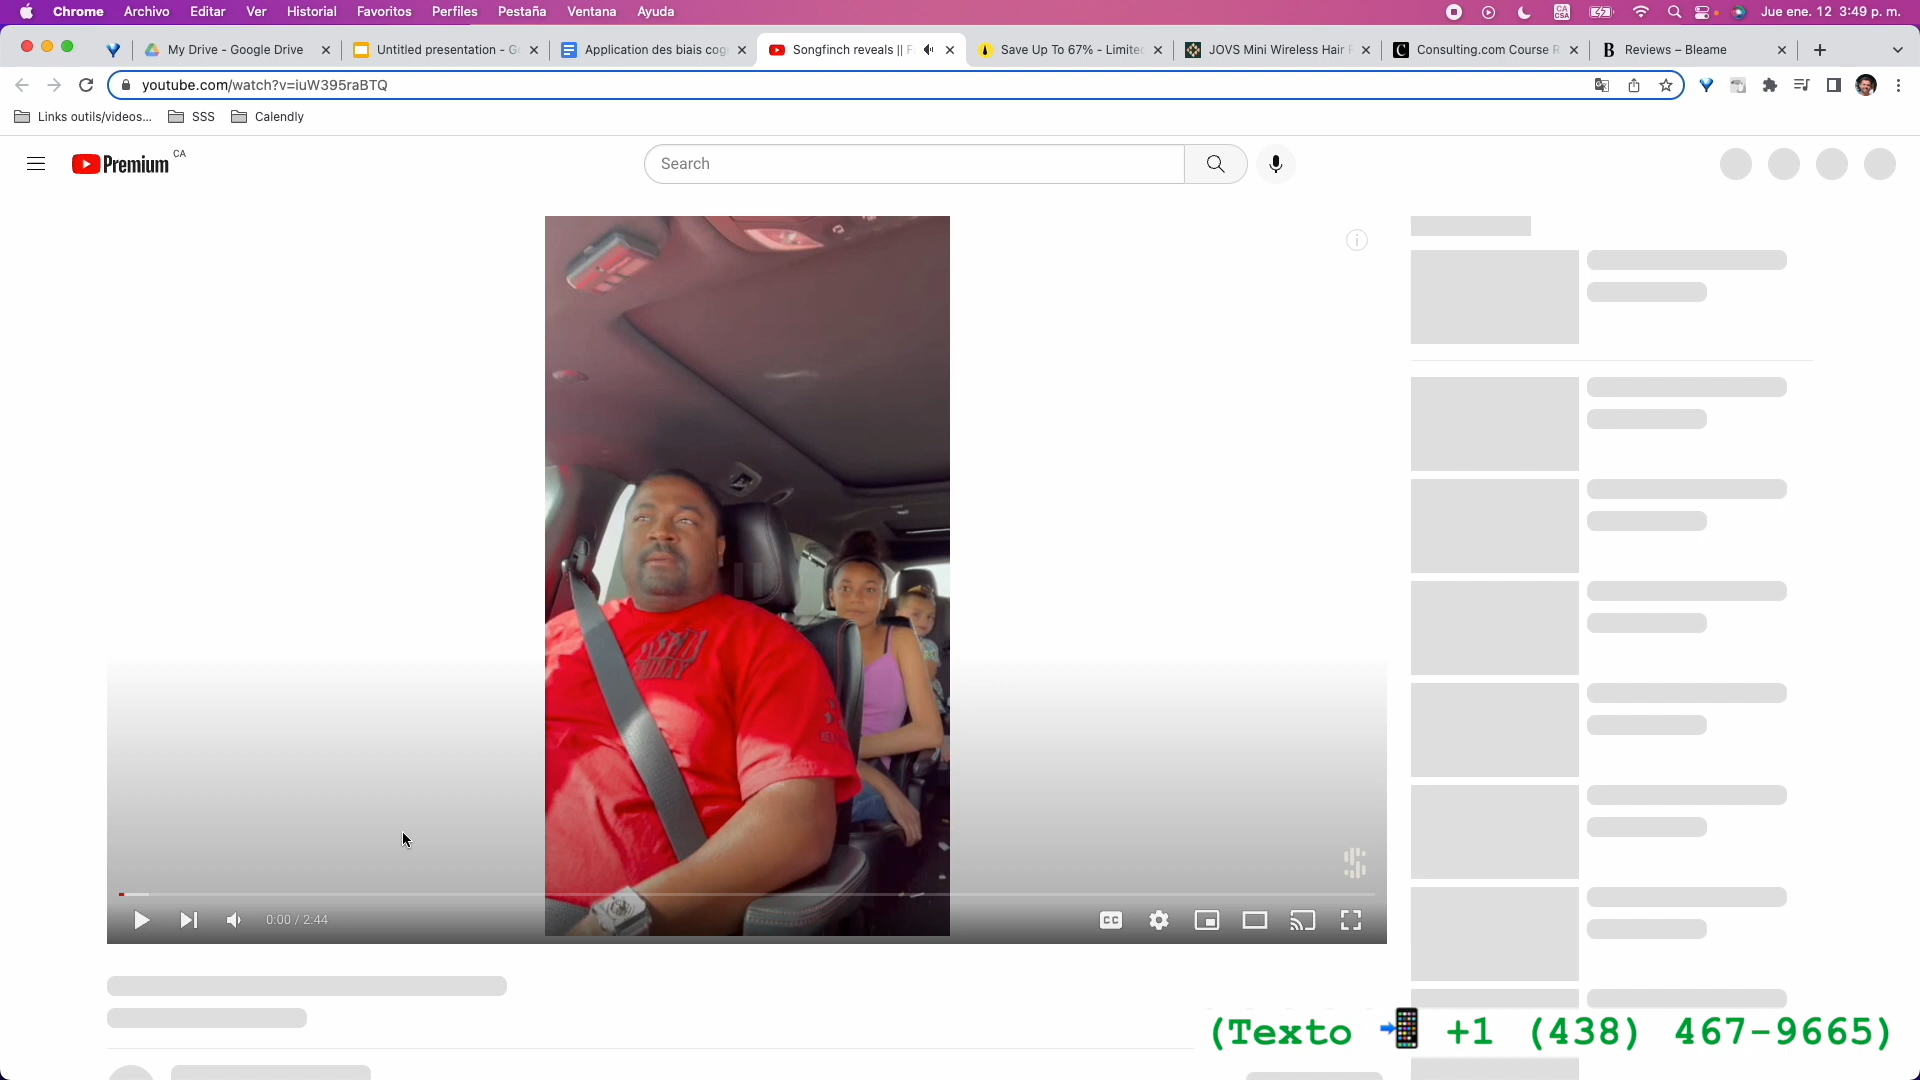 Chrome Archivo Editar Ver Historial Favoritos Perfiles Pestaña Ventana Ayuda CA CSA Jue ene. 12 3:49 p. m.
My Drive - Google Drive Untitled presentation - G Application des biais cog Songfinch reveals || F Save Up To 67% - Limite JOVS Mini Wireless Hair Consulting.com Course R Reviews – Bleame
youtube.com/watch?v=iuW395raBTQ
Links outils/videos... SSS Calendly
Premium CA
Search
0:00 / 2:44
CC
(Texto +1 (438) 467-9665)